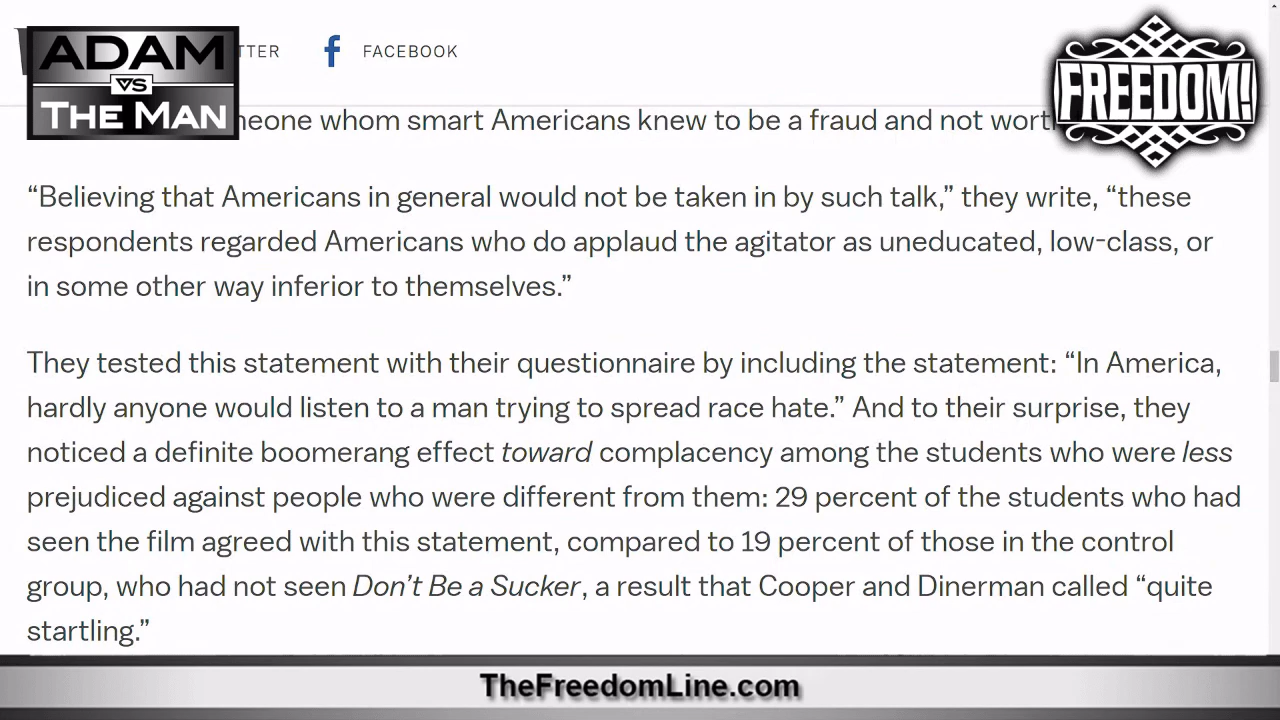 ADAM
VS
THE MAN
TTER
FACEBOOK
FREEDOM!
eone whom smart Americans knew to be a fraud and not wort
“Believing that Americans in general would not be taken in by such talk,” they write, “these
respondents regarded Americans who do applaud the agitator as uneducated, low-class, or
in some other way inferior to themselves.”
They tested this statement with their questionnaire by including the statement: “In America,
hardly anyone would listen to a man trying to spread race hate.” And to their surprise, they
noticed a definite boomerang effect toward complacency among the students who were less
prejudiced against people who were different from them: 29 percent of the students who had
seen the film agreed with this statement, compared to 19 percent of those in the control
group, who had not seen Don’t Be a Sucker, a result that Cooper and Dinerman called “quite
startling.”
TheFreedomLine.com